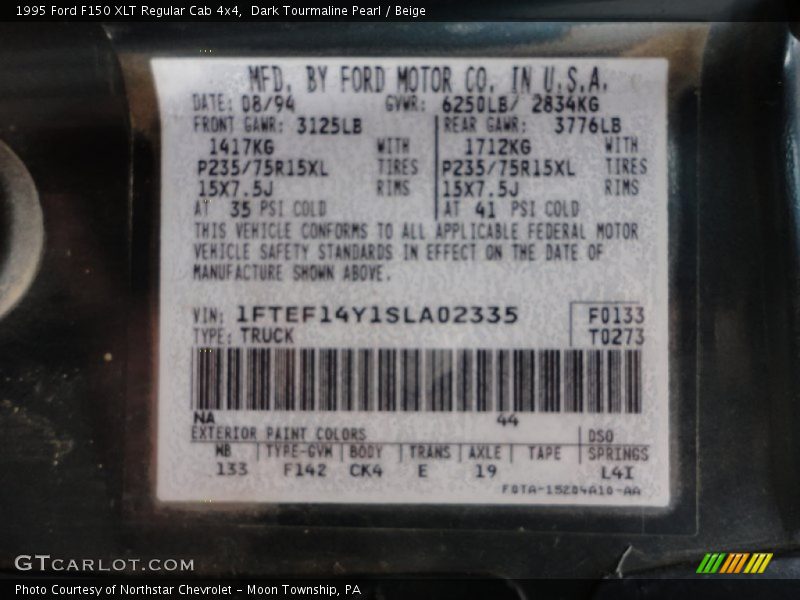 1995 Ford F150 XLT Regular Cab 4x4,  Dark Tourmaline Pearl / Beige
MFD. BY FORD MOTOR CO. IN U.S.A.
DATE: 08/94 GVWR: 6250LB/ 2834KG
FRONT GAWR: 3125LB REAR GAWR: 3776LB
1417KG WITH 1712KG WITH
P235/75R15XL TIRES P235/75R15XL TIRES
15X7.5J RIMS 15X7.5J RIMS
AT 35 PSI COLD AT 41 PSI COLD
THIS VEHICLE CONFORMS TO ALL APPLICABLE FEDERAL MOTOR
VEHICLE SAFETY STANDARDS IN EFFECT ON THE DATE OF
MANUFACTURE SHOWN ABOVE.
VIN: 1FTEF14Y1SLA02335 F0133
TYPE: TRUCK T0273
NA 44
EXTERIOR PAINT COLORS DSO
WB TYPE-GVW BODY TRANS AXLE TAPE SPRINGS
133 F142 CK4 E 19 L4I
F0TA-15204A10-AA
GTCARLOT.COM
Photo Courtesy of Northstar Chevrolet - Moon Township, PA